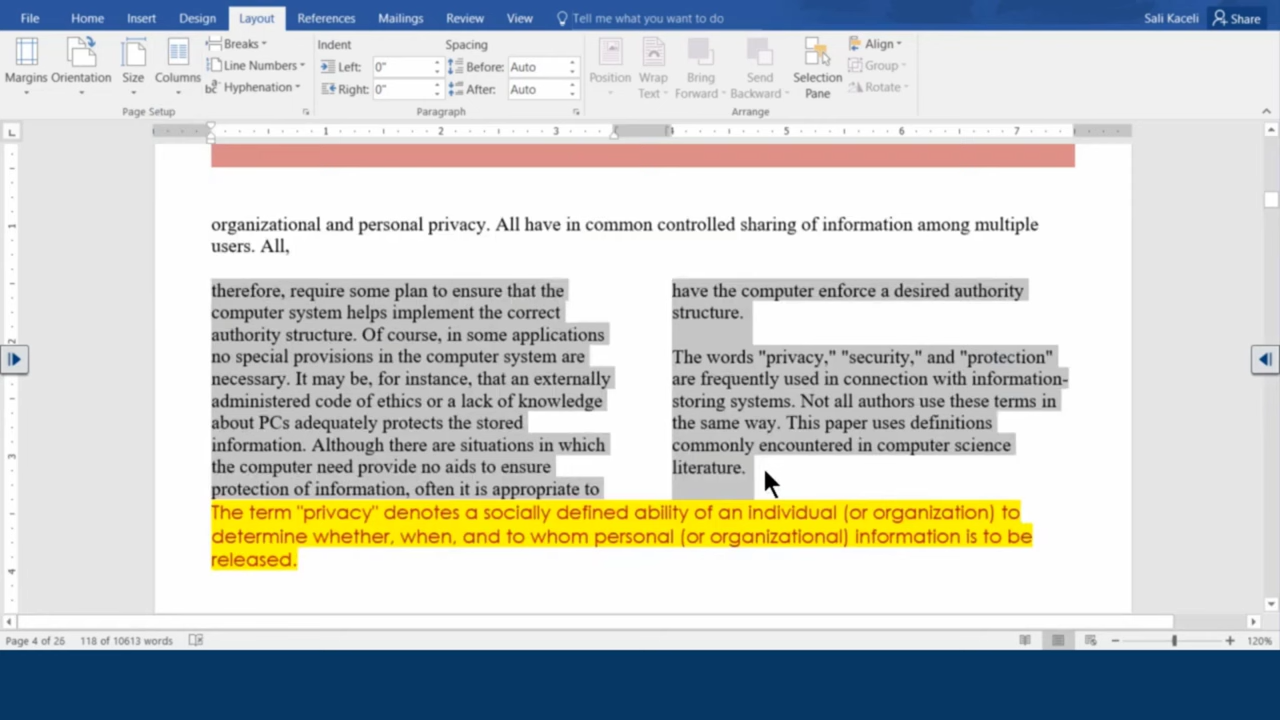 File Home Insert Design Layout References Mailings Review View Tell me what you want to do Sali Kaceli Share
Margins Orientation Size Columns
Breaks
Line Numbers
Hyphenation
Page Setup
Indent Spacing
Left: 0" Before: Auto
Right: 0" After: Auto
Paragraph
Position Wrap Text Bring Forward Send Backward Selection Pane
Align
Group
Rotate
Arrange
L 1 2 3 5 6 7
organizational and personal privacy. All have in common controlled sharing of information among multiple
users. All,
therefore, require some plan to ensure that the
computer system helps implement the correct
authority structure. Of course, in some applications
no special provisions in the computer system are
necessary. It may be, for instance, that an externally
administered code of ethics or a lack of knowledge
about PCs adequately protects the stored
information. Although there are situations in which
the computer need provide no aids to ensure
protection of information, often it is appropriate to
have the computer enforce a desired authority
structure.
The words "privacy," "security," and "protection"
are frequently used in connection with information-
storing systems. Not all authors use these terms in
the same way. This paper uses definitions
commonly encountered in computer science
literature.
The term "privacy" denotes a socially defined ability of an individual (or organization) to
determine whether, when, and to whom personal (or organizational) information is to be
released.
1
2
3
4
Page 4 of 26 118 of 10613 words 120%